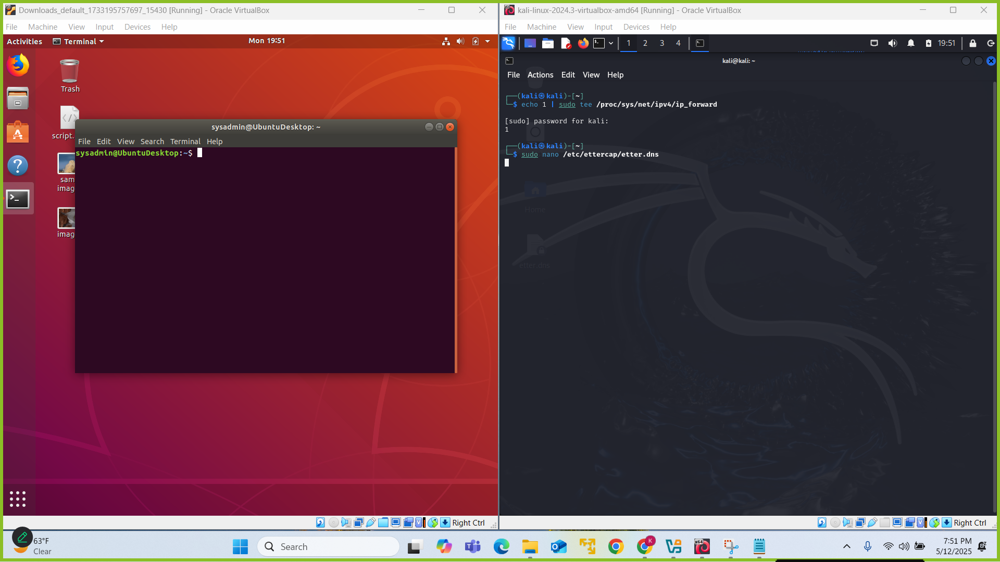 Downloads_default_1733195757697_15430 [Running] - Oracle VirtualBox
File Machine View Input Devices Help
Activities Terminal Mon 19:51
Trash
script.
sam
imag
imag
sysadmin@UbuntuDesktop: ~
File Edit View Search Terminal Help
sysadmin@UbuntuDesktop:~$
Right Ctrl
kali-linux-2024.3-virtualbox-amd64 [Running] - Oracle VirtualBox
File Machine View Input Devices Help
1 2 3 4 19:51
kali@kali: ~
File Actions Edit View Help
┌──(kali㉿kali)-[~]
└─$ echo 1 | sudo tee /proc/sys/net/ipv4/ip_forward
[sudo] password for kali:
1
┌──(kali㉿kali)-[~]
└─$ sudo nano /etc/ettercap/etter.dns
Home
etter.dns
Right Ctrl
63°F
Clear
Search
K
x64
7:51 PM
5/12/2025